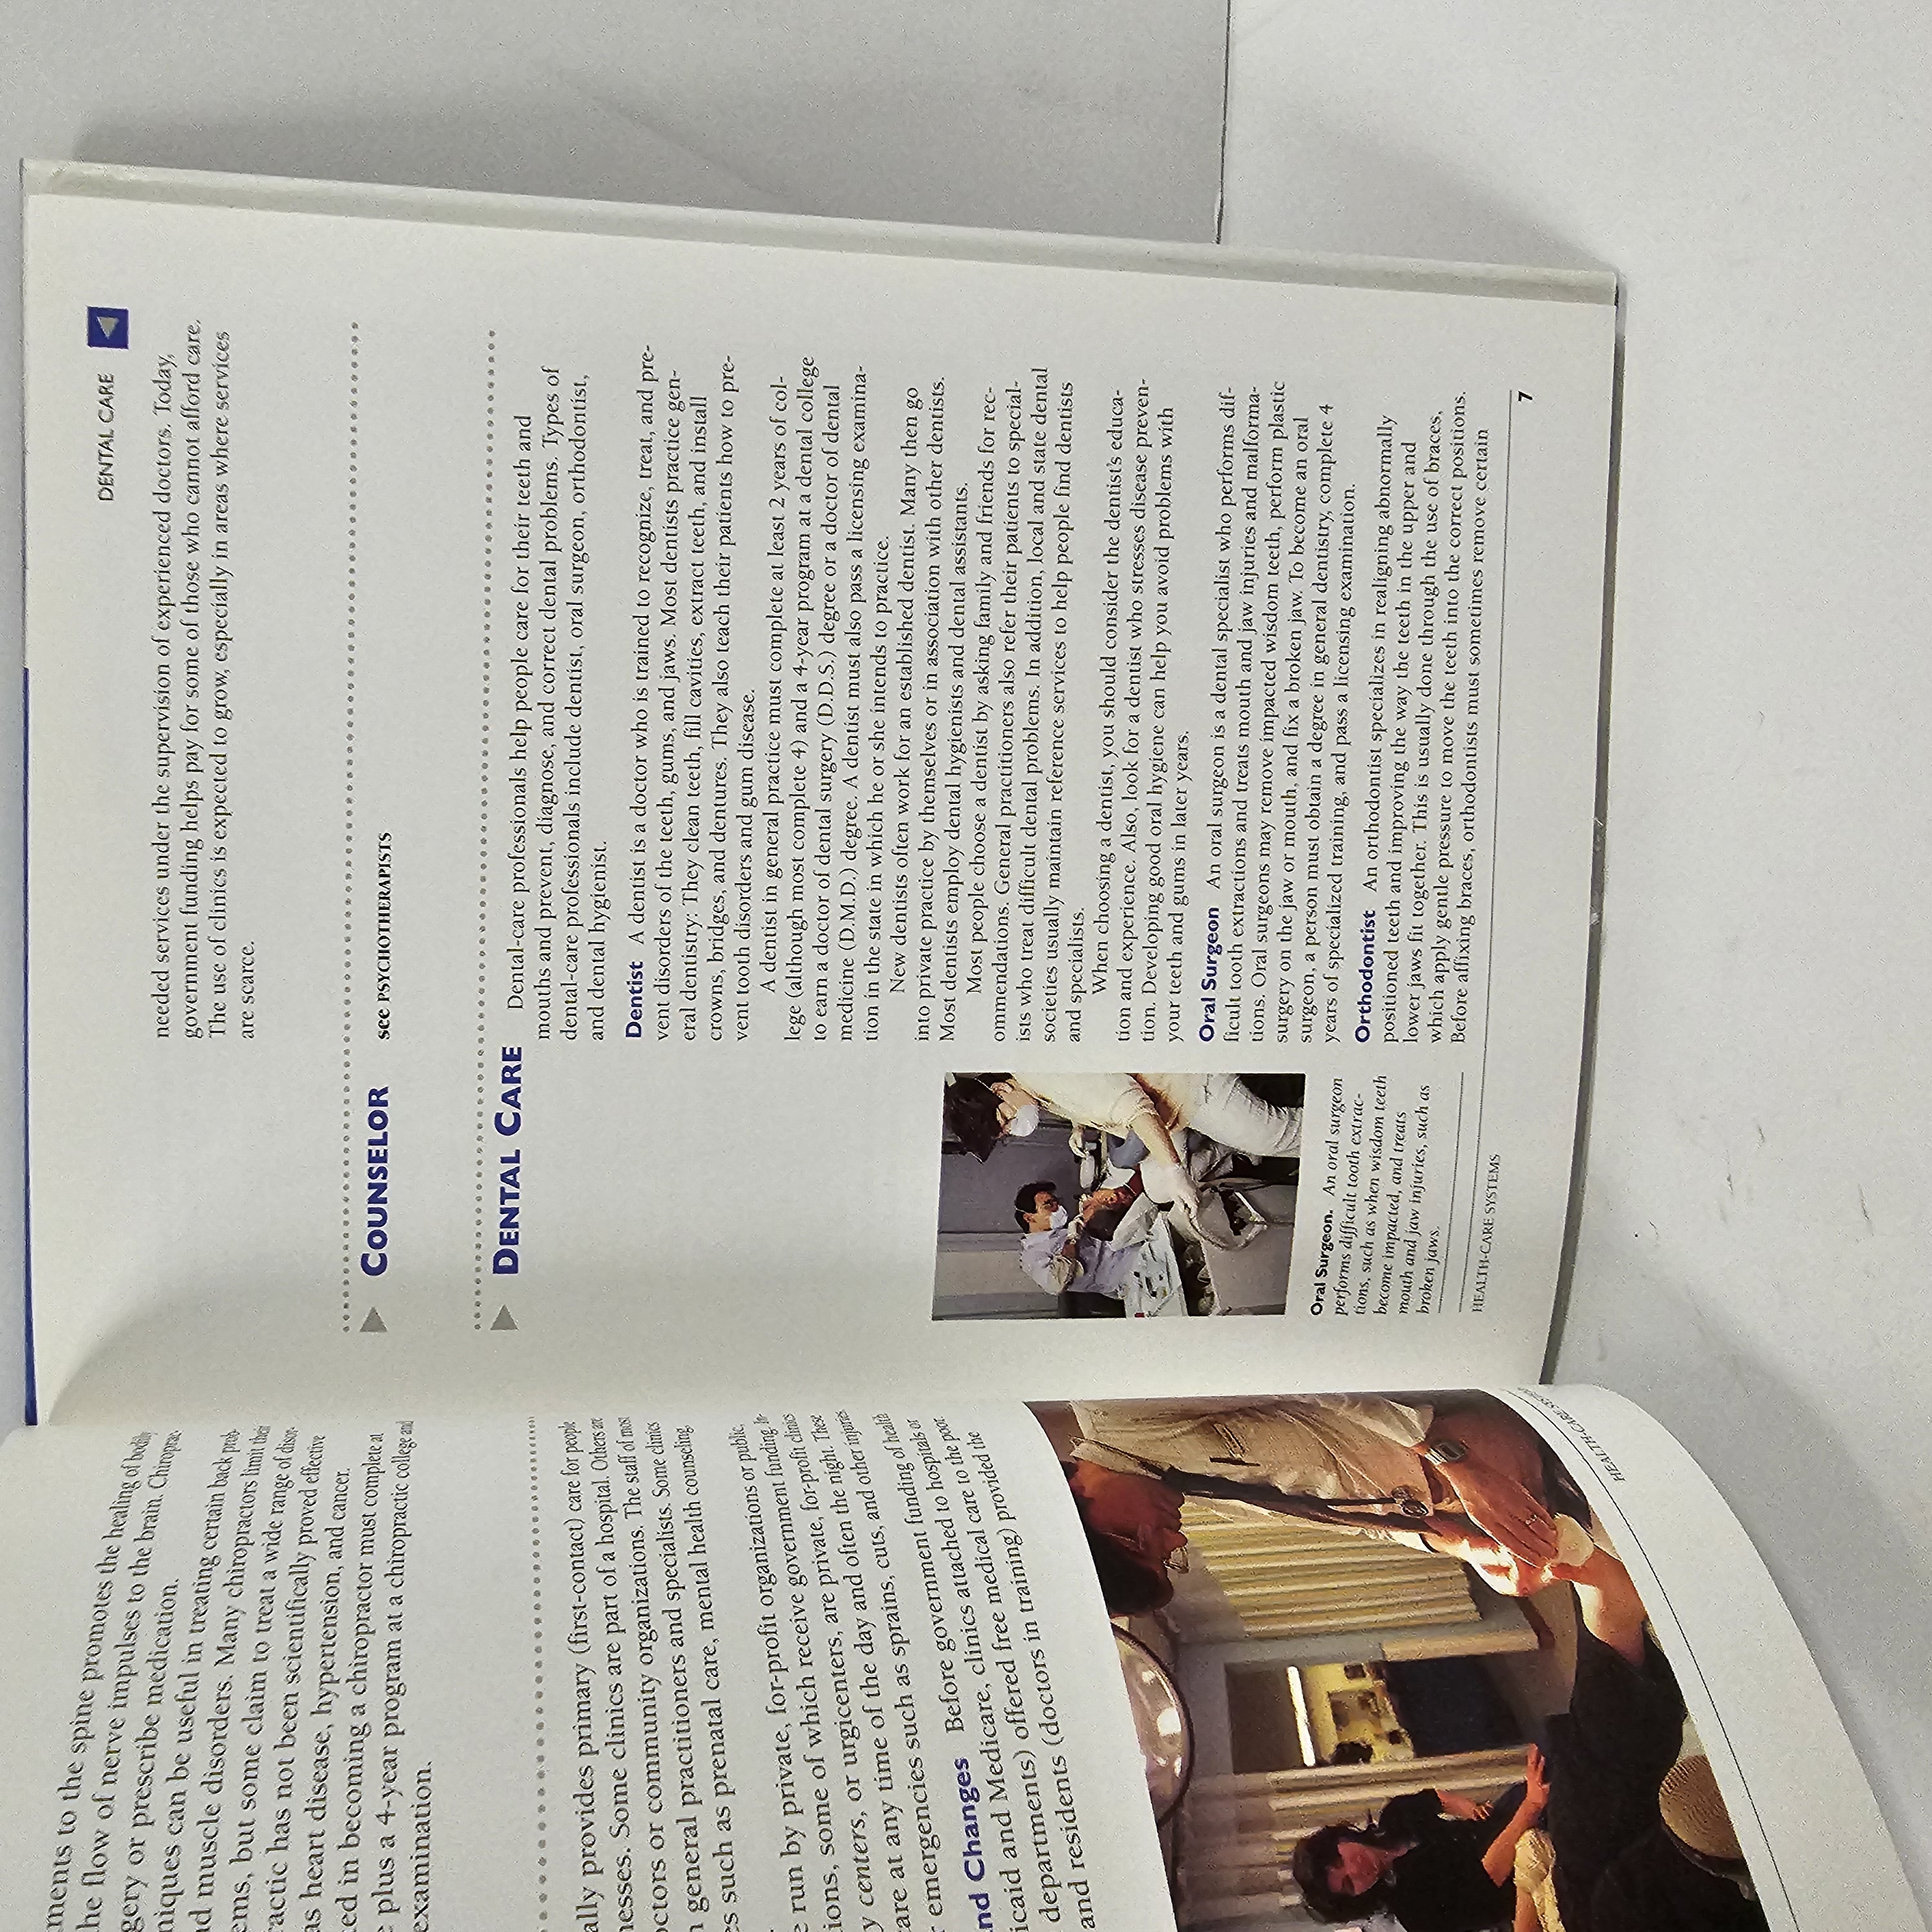 ments to the spine promotes the healing of bodily
the flow of nerve impulses to the brain. Chiroprac-
gery or prescribe medication.
niques can be useful in treating certain back prob-
nd muscle disorders. Many chiropractors limit their
ems, but some claim to treat a wide range of disor-
ractic has not been scientifically proved effective
as heart disease, hypertension, and cancer.
ted in becoming a chiropractor must complete at
e plus a 4-year program at a chiropractic college and
examination.
ally provides primary (first-contact) care for people
nesses. Some clinics are part of a hospital. Others are
octors or community organizations. The staff of most
n general practitioners and specialists. Some clinics
es such as prenatal care, mental health counseling,
e run by private, for-profit organizations or public,
tions, some of which receive government funding. In-
y centers, or urgicenters, are private, for-profit clinics
care at any time of the day and often the night. These
r emergencies such as sprains, cuts, and other injuries.
and Changes Before government funding of health
icaid and Medicare, clinics attached to hospitals or
departments) offered free medical care to the poor.
and residents (doctors in training) provided the
HEALTH-CARE SYSTEMS
DENTAL CARE
needed services under the supervision of experienced doctors. Today,
government funding helps pay for some of those who cannot afford care.
The use of clinics is expected to grow, especially in areas where services
are scarce.
COUNSELOR see PSYCHOTHERAPISTS
DENTAL CARE Dental-care professionals help people care for their teeth and
mouths and prevent, diagnose, and correct dental problems. Types of
dental-care professionals include dentist, oral surgeon, orthodontist,
and dental hygienist.
Dentist A dentist is a doctor who is trained to recognize, treat, and pre-
vent disorders of the teeth, gums, and jaws. Most dentists practice gen-
eral dentistry: They clean teeth, fill cavities, extract teeth, and install
crowns, bridges, and dentures. They also teach their patients how to pre-
vent tooth disorders and gum disease.
A dentist in general practice must complete at least 2 years of col-
lege (although most complete 4) and a 4-year program at a dental college
to earn a doctor of dental surgery (D.D.S.) degree or a doctor of dental
medicine (D.M.D.) degree. A dentist must also pass a licensing examina-
tion in the state in which he or she intends to practice.
New dentists often work for an established dentist. Many then go
into private practice by themselves or in association with other dentists.
Most dentists employ dental hygienists and dental assistants.
Most people choose a dentist by asking family and friends for rec-
ommendations. General practitioners also refer their patients to special-
ists who treat difficult dental problems. In addition, local and state dental
societies usually maintain reference services to help people find dentists
and specialists.
When choosing a dentist, you should consider the dentist's educa-
tion and experience. Also, look for a dentist who stresses disease preven-
tion. Developing good oral hygiene can help you avoid problems with
your teeth and gums in later years.
Oral Surgeon An oral surgeon is a dental specialist who performs dif-
ficult tooth extractions and treats mouth and jaw injuries and malforma-
tions. Oral surgeons may remove impacted wisdom teeth, perform plastic
surgery on the jaw or mouth, and fix a broken jaw. To become an oral
surgeon, a person must obtain a degree in general dentistry, complete 4
years of specialized training, and pass a licensing examination.
Orthodontist An orthodontist specializes in realigning abnormally
positioned teeth and improving the way the teeth in the upper and
lower jaws fit together. This is usually done through the use of braces,
which apply gentle pressure to move the teeth into the correct positions.
Before affixing braces, orthodontists must sometimes remove certain
Oral Surgeon. An oral surgeon
performs difficult tooth extrac-
tions, such as when wisdom teeth
become impacted, and treats
mouth and jaw injuries, such as
broken jaws.
HEALTH-CARE SYSTEMS
7